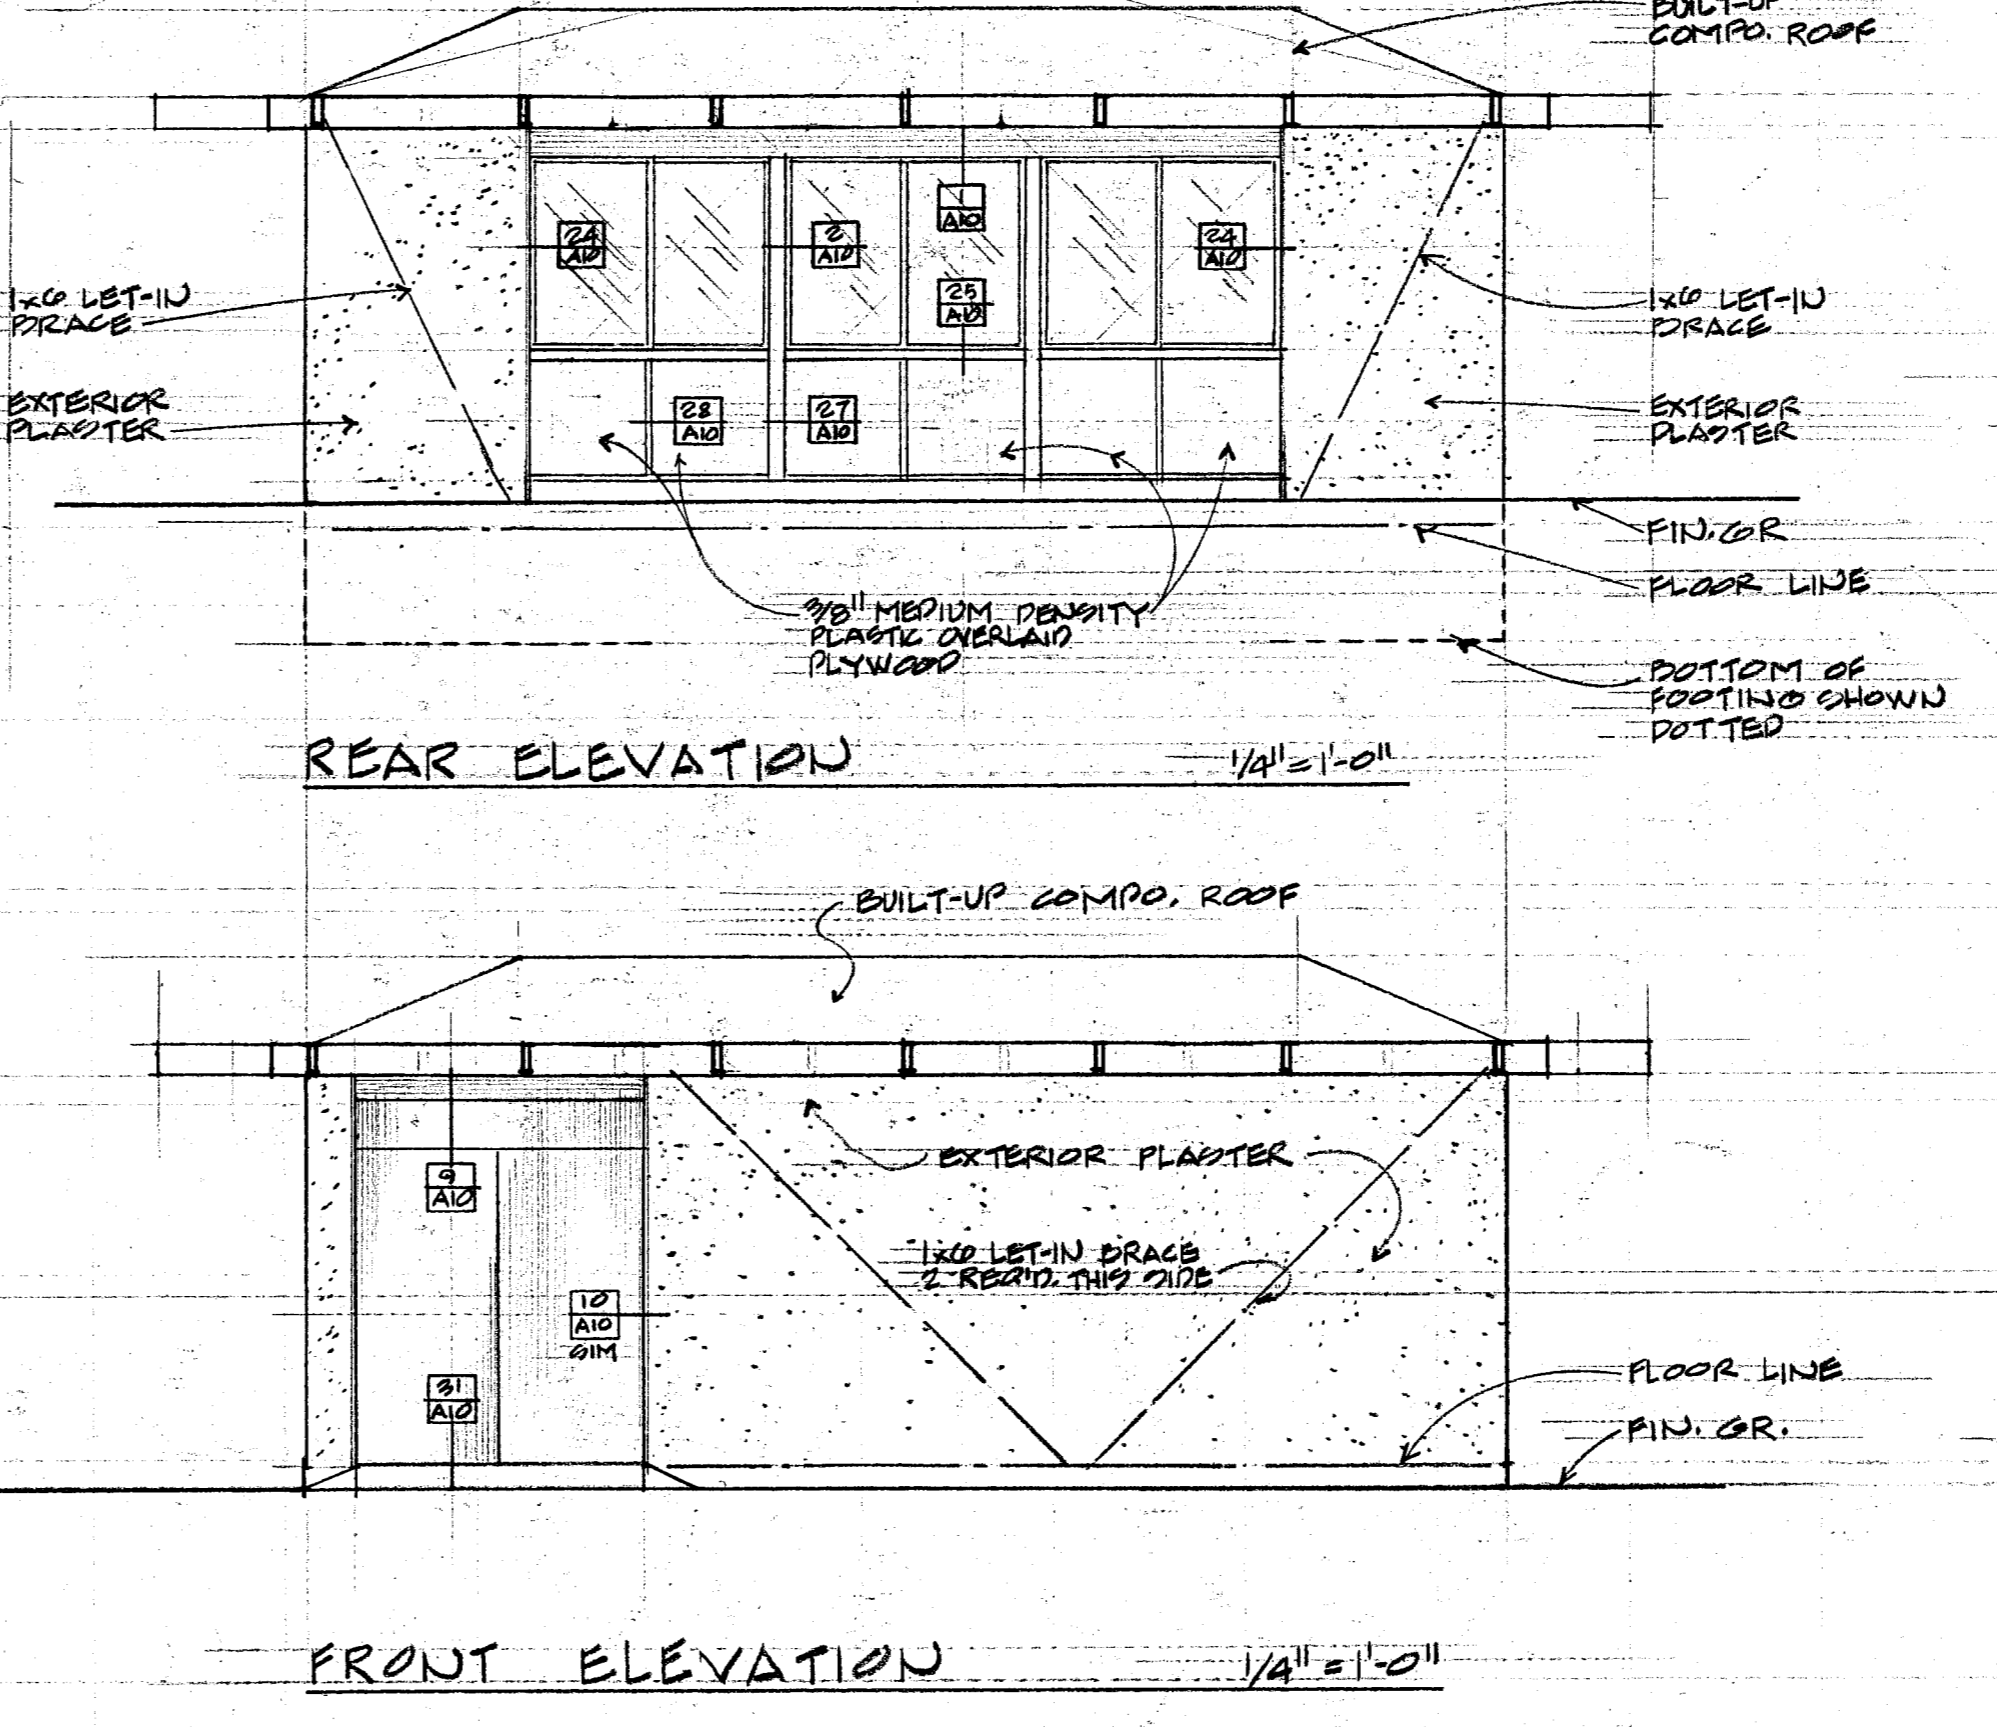 BUILT-UP
COMPO. ROOF
24
A10
2
A10
1
A10
24
A10
25
A10
1x6 LET-IN
BRACE
1x6 LET-IN
BRACE
EXTERIOR
PLASTER
28
A10
27
A10
EXTERIOR
PLASTER
FIN. GR
FLOOR LINE
3/8" MEDIUM DENSITY
PLASTIC OVERLAID
PLYWOOD
BOTTOM OF
FOOTING SHOWN
DOTTED
REAR ELEVATION 1/4" = 1'-0"
BUILT-UP COMPO. ROOF
EXTERIOR PLASTER
9
A10
1x6 LET-IN BRACE
2 REQ'D. THIS SIDE
10
A10
SIM
31
A10
FLOOR LINE
FIN. GR.
FRONT ELEVATION 1/4" = 1'-0"